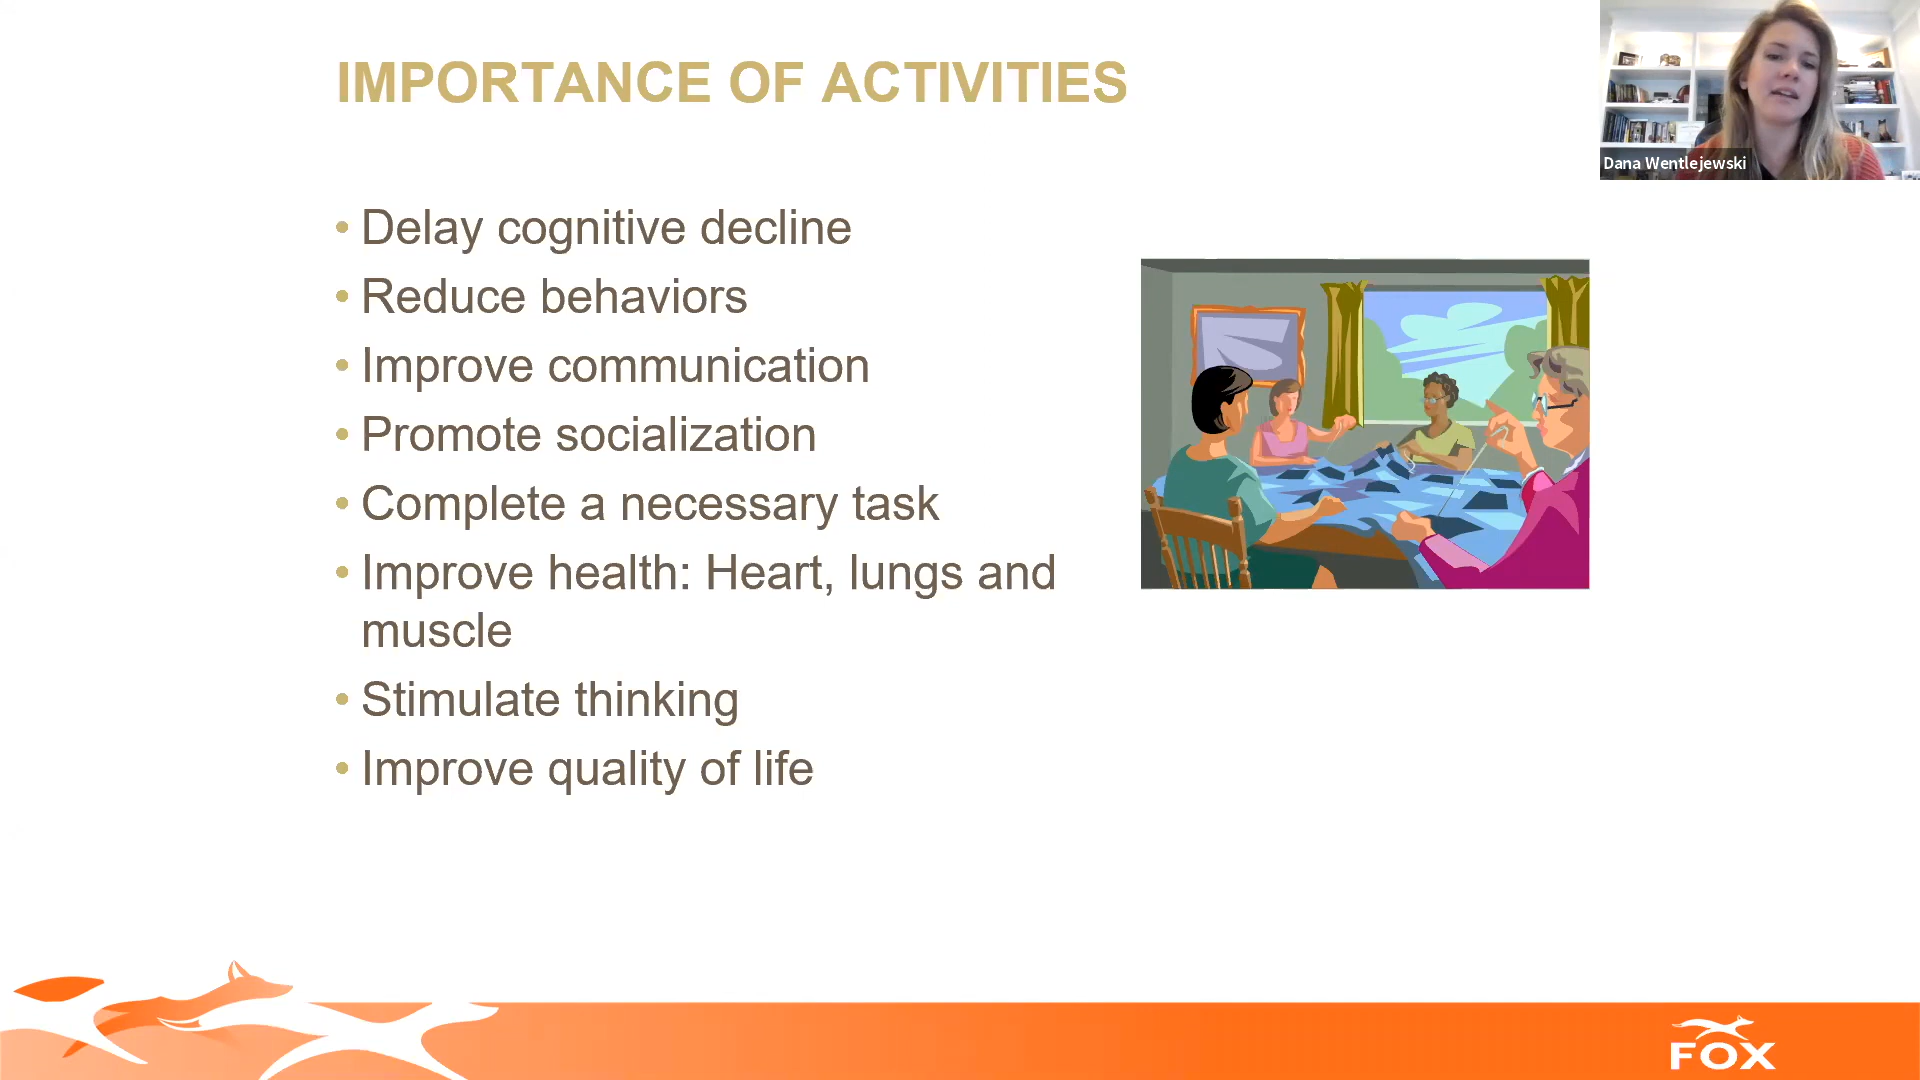 IMPORTANCE OF ACTIVITIES
Dana Wentlejewski
• Delay cognitive decline
• Reduce behaviors
• Improve communication
• Promote socialization
• Complete a necessary task
• Improve health: Heart, lungs and
muscle
• Stimulate thinking
• Improve quality of life
FOX